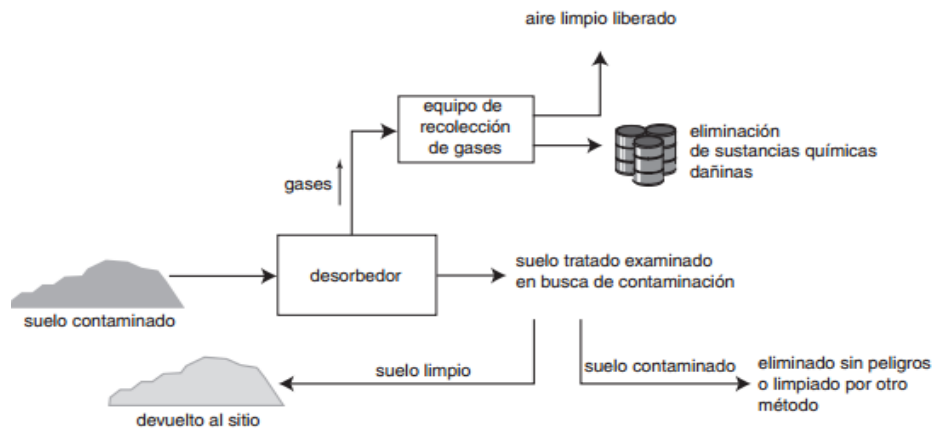 aire limpio liberado
equipo de
recolección
de gases
eliminación
de sustancias químicas
dañinas
gases
desorbedor
suelo tratado examinado
en busca de contaminación
suelo contaminado
suelo limpio
suelo contaminado
eliminado sin peligros
o limpiado por otro
método
devuelto al sitio